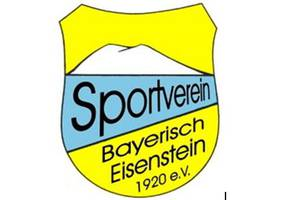 Sportverein
Bayerisch
Eisenstein
1920 e.V.